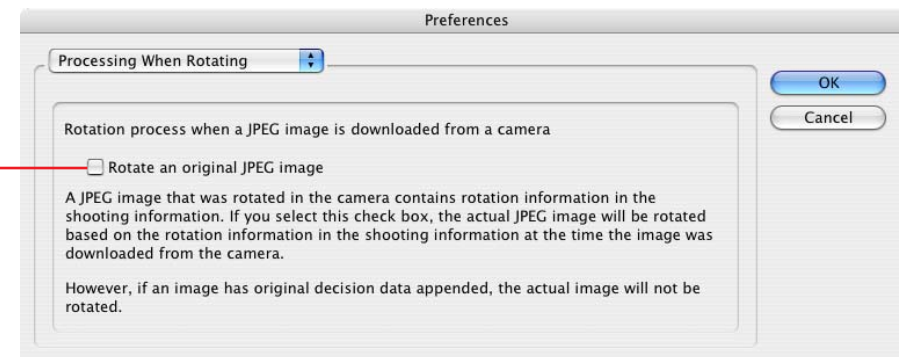 Preferences
Processing When Rotating
OK
Cancel
Rotation process when a JPEG image is downloaded from a camera
Rotate an original JPEG image
A JPEG image that was rotated in the camera contains rotation information in the
shooting information. If you select this check box, the actual JPEG image will be rotated
based on the rotation information in the shooting information at the time the image was
downloaded from the camera.
However, if an image has original decision data appended, the actual image will not be
rotated.